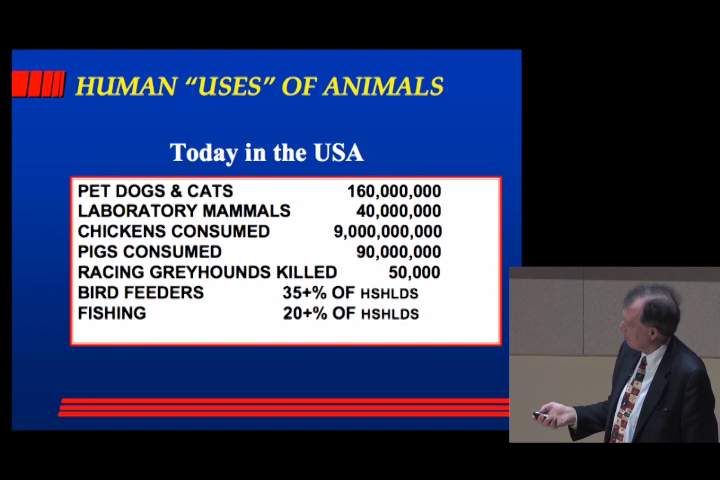 HUMAN “USES” OF ANIMALS
Today in the USA
PET DOGS & CATS 160,000,000
LABORATORY MAMMALS 40,000,000
CHICKENS CONSUMED 9,000,000,000
PIGS CONSUMED 90,000,000
RACING GREYHOUNDS KILLED 50,000
BIRD FEEDERS 35+% OF HSHLDS
FISHING 20+% OF HSHLDS